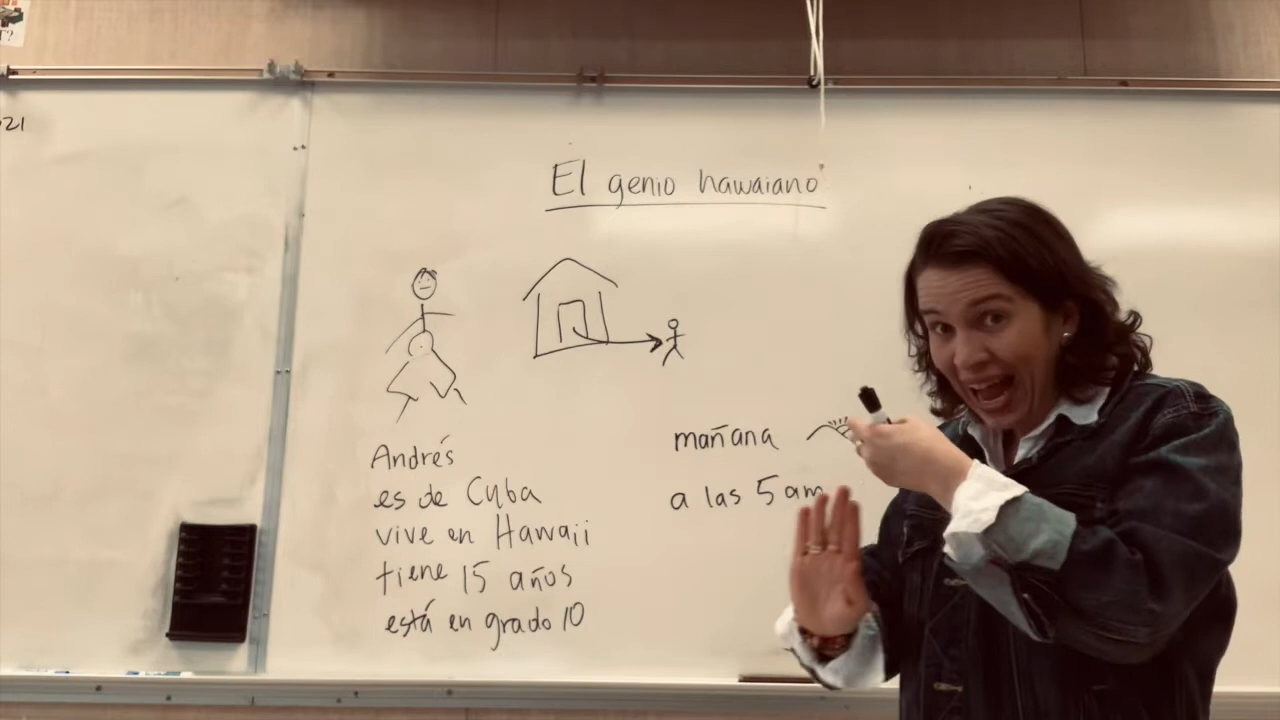 T?
21
El genio hawaiano
Andrés
es de Cuba
vive en Hawaii
tiene 15 años
está en grado 10
mañana
a las 5 am